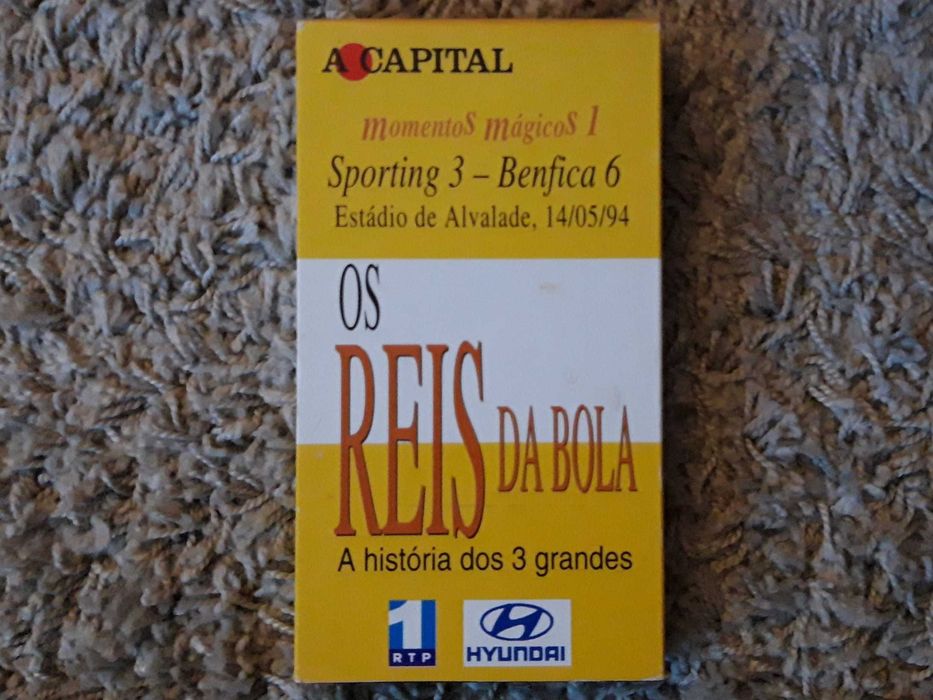 A CAPITAL
momentos mágicos 1
Sporting 3 – Benfica 6
Estádio de Alvalade, 14/05/94
OS
REIS DA BOLA
A história dos 3 grandes
1
RTP
HYUNDAI